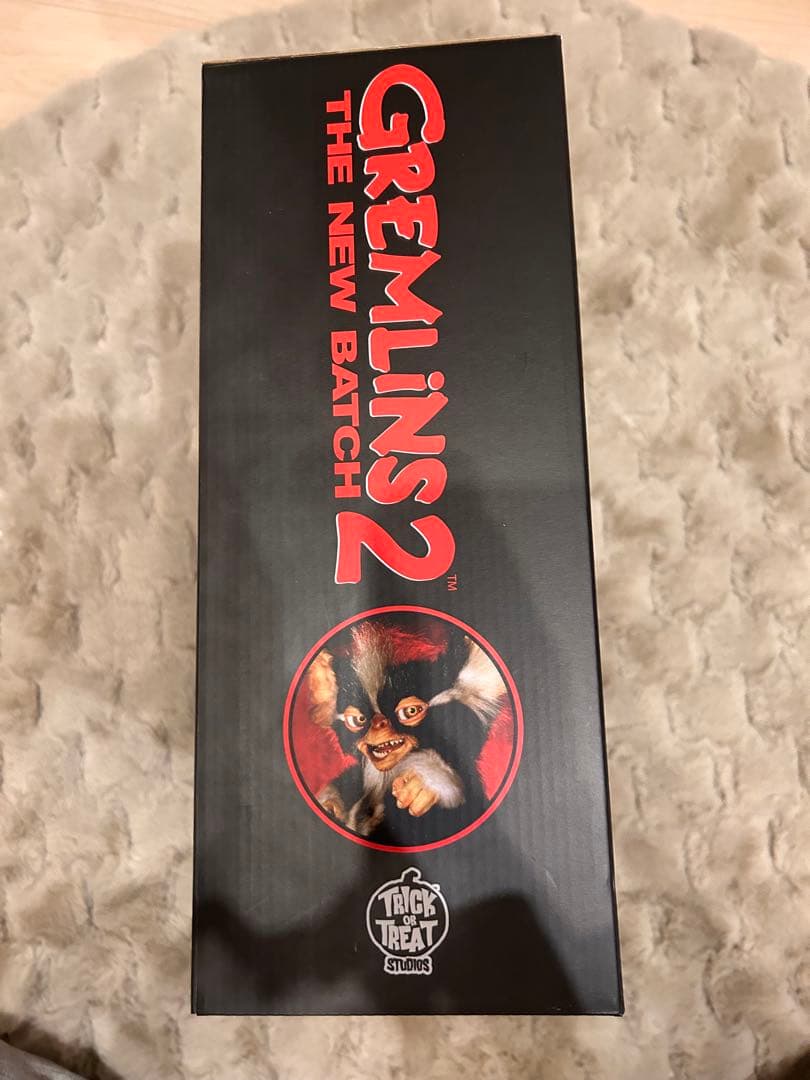 GREMLiNS 2™
THE NEW BATCH
TRICK
OR
TREAT
STUDIOS